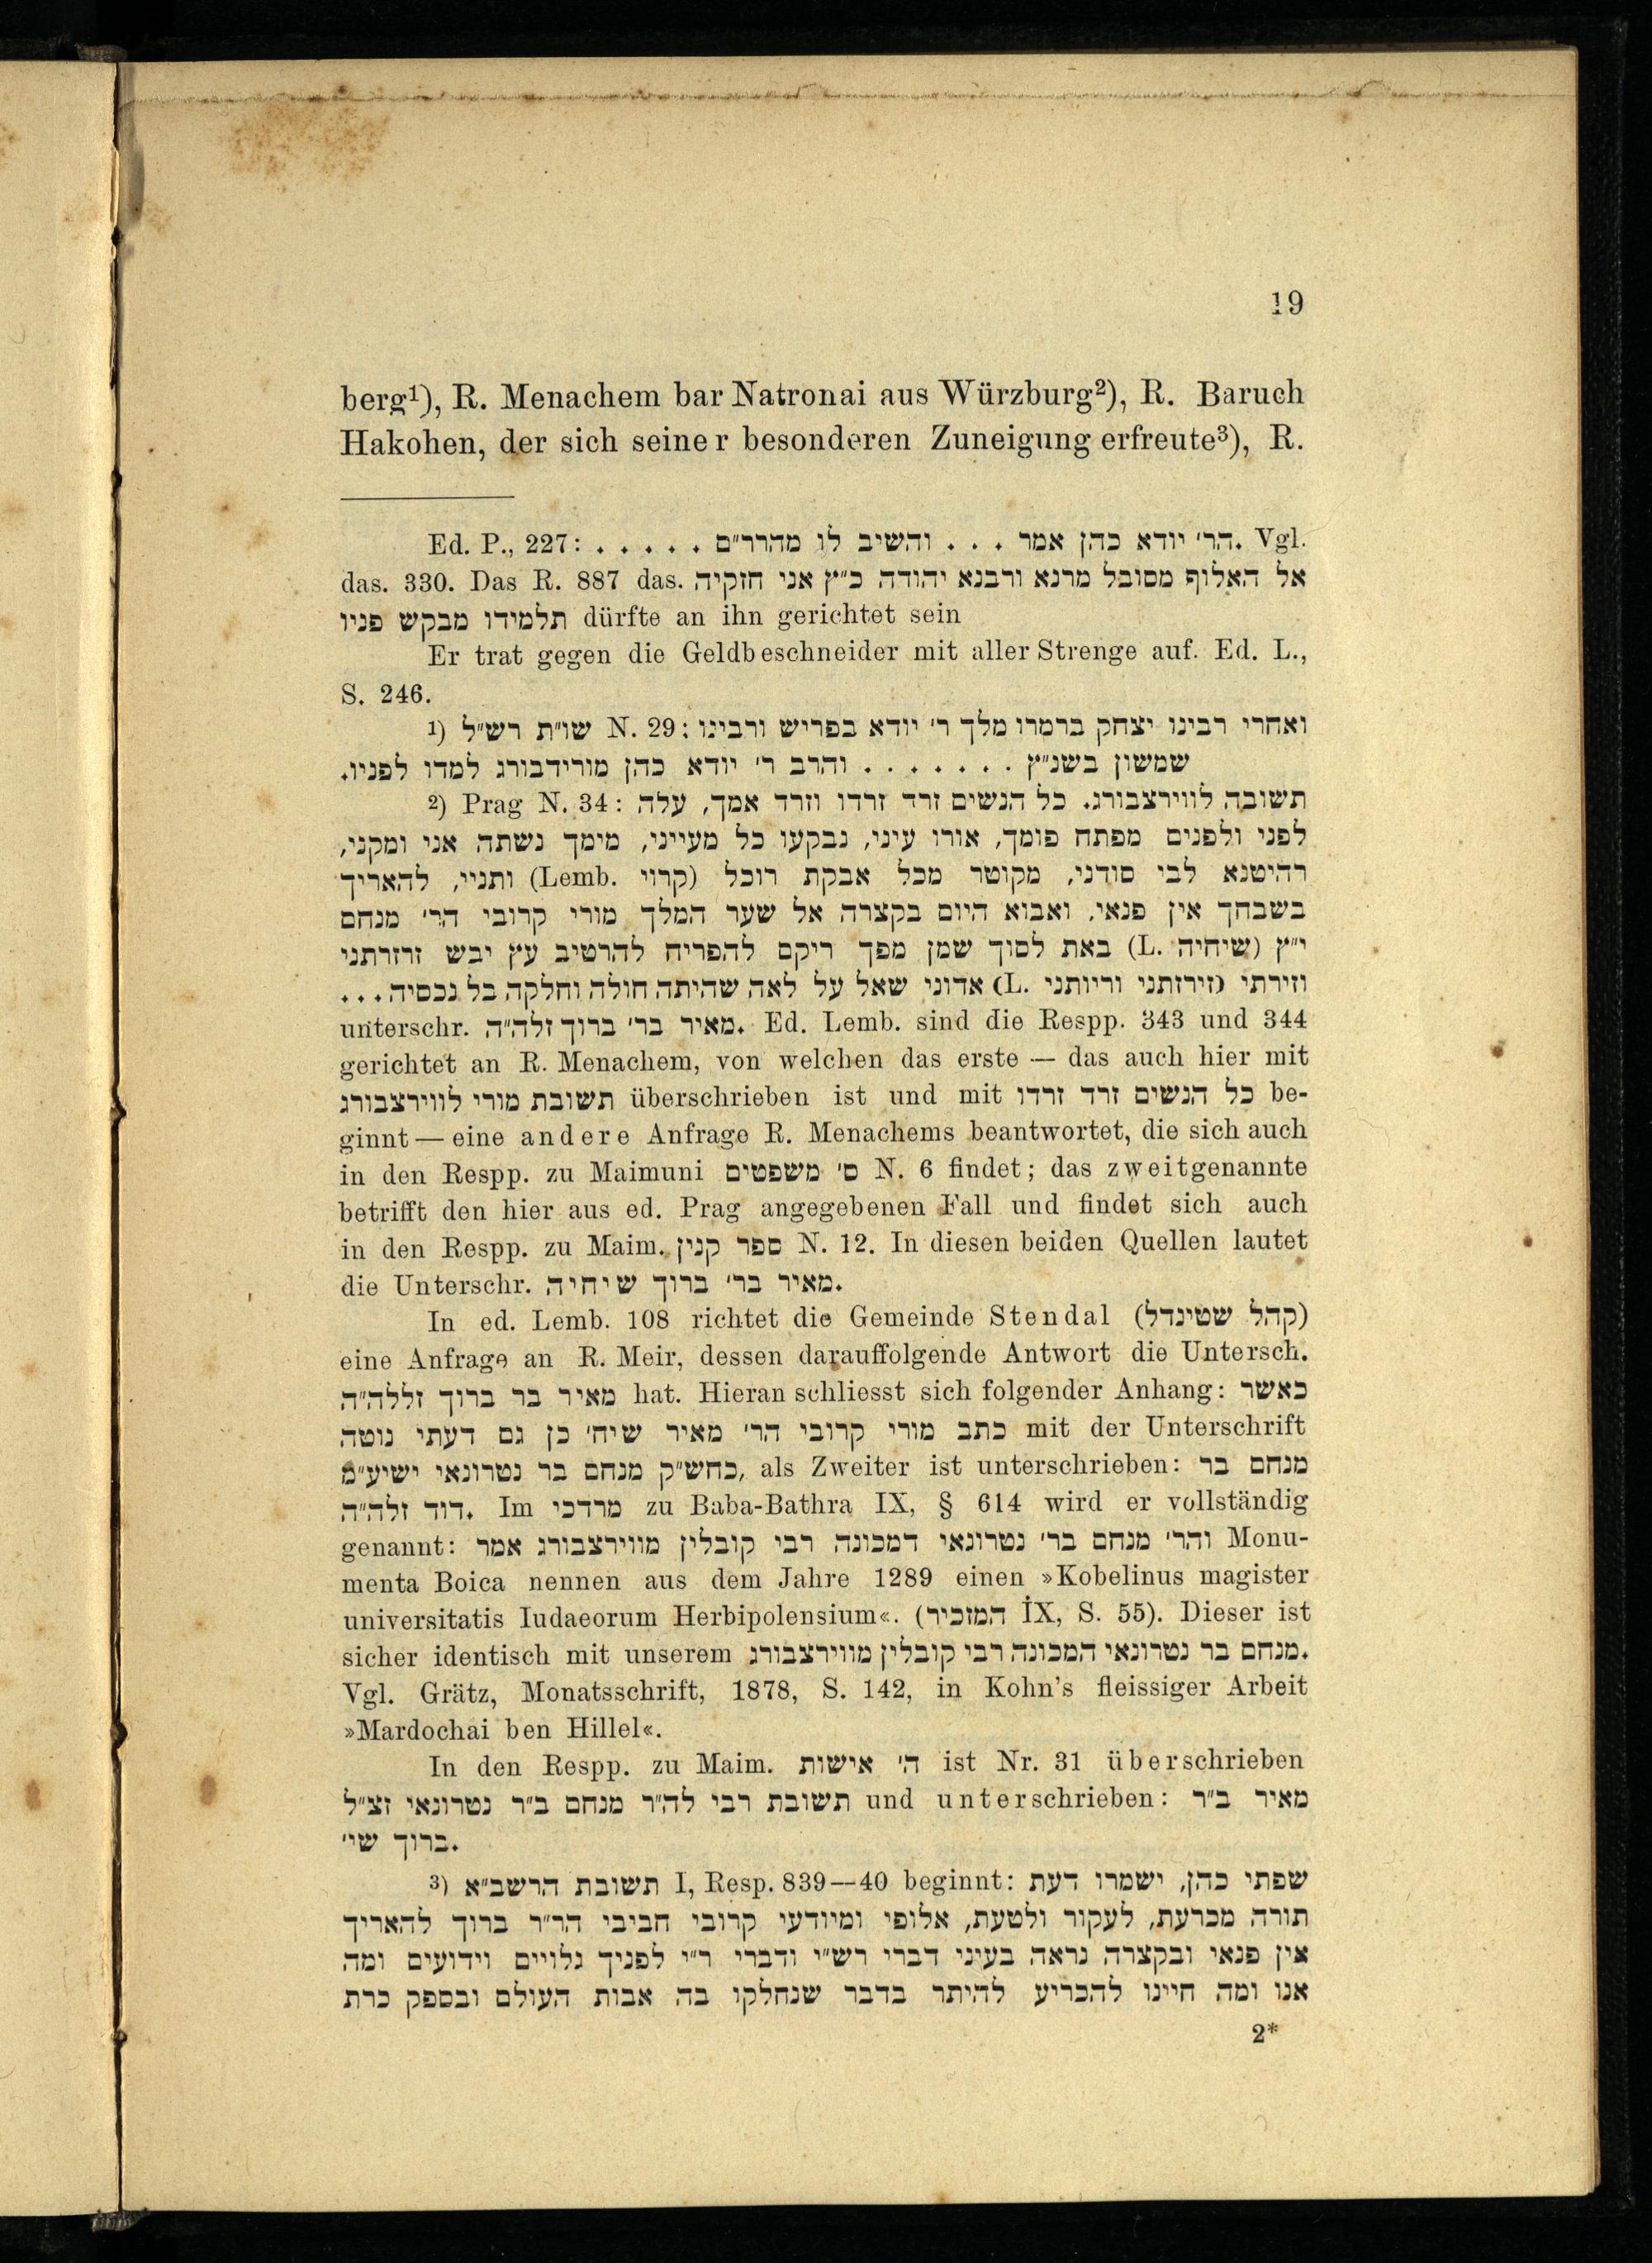 19
berg¹), R. Menachem bar Natronai aus Würzburg²), R. Baruch
Hakohen, der sich seiner besonderen Zuneigung erfreute³), R.
Ed. P., 227: הר' יודא כהן אמר . . . והשיב לו מהרר״ם . . . . . . Vgl.
das. 330. Das R. 887 das. אל האלוף מסובל מרנא ורבנא יהודה כ״ץ אני חזקיה
תלמידו מבקש פניו dürfte an ihn gerichtet sein
Er trat gegen die Geldbeschneider mit aller Strenge auf. Ed. L.,
S. 246.
¹) שו״ת רש״ל N. 29: ואחרי רבינו יצחק ברמרו מלך ר' יודא בפריש ורבינו
שמשון בשנ״ץ . . . . . . . והרב ר' יודא כהן מורידבורג למדו לפניו.
²) Prag N. 34: תשובה לווירצבורג. כל הנשים זרד זרדו וזרד אמך, עלה
לפני ולפנים מפתח פומך, אורו עיני, נבקעו כל מעייני, מימך נשתה אני ומקני,
רהיטנא לבי סודני, מקוטר מכל אבקת רוכל (קרוי Lemb.) ותניי, להאריך
בשבחך אין פנאי, ואבוא היום בקצרה אל שער המלך מורי קרובי הר' מנחם
י״ץ (שיחיה L.) באת לסוך שמן מפך ריקם להפריח להרטיב עץ יבש זרזרתני
וזירתי (זירזתני וריותני L.) אדוני שאל על לאה שהיתה חולה וחלקה כל נכסיה...
unterschr. מאיר בר' ברוך זלה״ה. Ed. Lemb. sind die Respp. 343 und 344
gerichtet an R. Menachem, von welchen das erste — das auch hier mit
תשובת מורי לווירצבורג überschrieben ist und mit כל הנשים זרד זרדו be-
ginnt — eine andere Anfrage R. Menachems beantwortet, die sich auch
in den Respp. zu Maimuni ס' משפטים N. 6 findet; das zweitgenannte
betrifft den hier aus ed. Prag angegebenen Fall und findet sich auch
in den Respp. zu Maim. ספר קנין N. 12. In diesen beiden Quellen lautet
die Unterschr. מאיר בר' ברוך שיחיה.
In ed. Lemb. 108 richtet die Gemeinde Stendal (קהל שטינדל)
eine Anfrage an R. Meir, dessen darauffolgende Antwort die Untersch.
מאיר בר ברוך זללה״ה hat. Hieran schliesst sich folgender Anhang: כאשר
כתב מורי קרובי הר' מאיר שיח' כן גם דעתי נוטה mit der Unterschrift
כחש״ק מנחם בר נטרונאי ישיע״מ, als Zweiter ist unterschrieben: מנחם בר
דוד זלה״ה. Im מרדכי zu Baba-Bathra IX, § 614 wird er vollständig
genannt: והר' מנחם בר' נטרונאי דמכונה רבי קובלין מווירצבורג אמר Monu-
menta Boica nennen aus dem Jahre 1289 einen »Kobelinus magister
universitatis Iudaeorum Herbipolensium«. (המזכיר IX, S. 55). Dieser ist
sicher identisch mit unserem מנחם בר נטרונאי המכונה רבי קובלין מווירצבורג.
Vgl. Grätz, Monatsschrift, 1878, S. 142, in Kohn's fleissiger Arbeit
»Mardochai ben Hillel«.
In den Respp. zu Maim. ה' אישות ist Nr. 31 überschrieben
תשובת רבי לה״ר מנחם ב״ר נטרונאי זצ״ל und unterschrieben: מאיר ב״ר
ברוך שי'.
³) תשובת הרשב״א I, Resp. 839—40 beginnt: שפתי כהן, ישמרו דעת
תורה מכרעת, לעקור ולטעת, אלופי ומיודעי קרובי חביבי הר״ר ברוך להאריך
אין פנאי ובקצרה נראה בעיני דברי רש״י ודברי ר״י לפניך גלויים וידועים ומה
אנו ומה חיינו להכריע להיתר בדבר שנחלקו בה אבות העולם ובספק כרת
2*